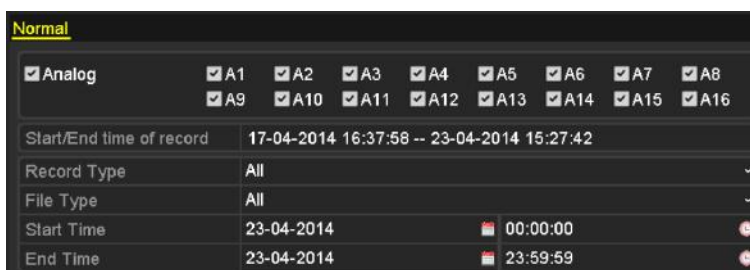 Normal
Analog A1 A2 A3 A4 A5 A6 A7 A8
A9 A10 A11 A12 A13 A14 A15 A16
Start/End time of record 17-04-2014 16:37:58 -- 23-04-2014 15:27:42
Record Type All
File Type All
Start Time 23-04-2014 00:00:00
End Time 23-04-2014 23:59:59